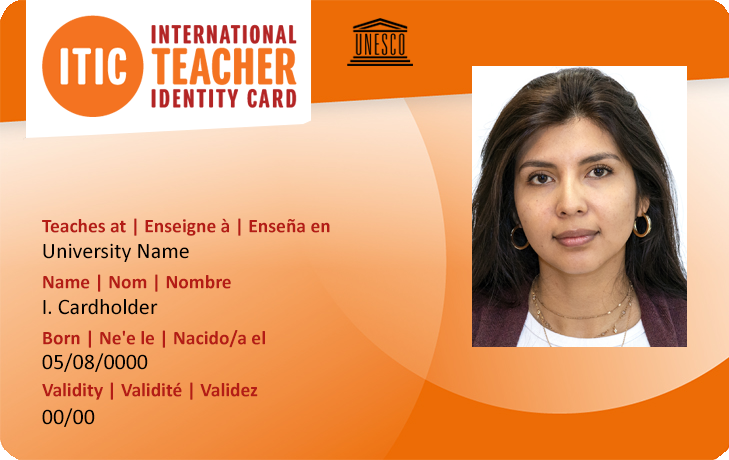 ITIC
INTERNATIONAL
TEACHER
IDENTITY CARD
UNESCO
Teaches at | Enseigne à | Enseña en
University Name
Name | Nom | Nombre
I. Cardholder
Born | Ne'e le | Nacido/a el
05/08/0000
Validity | Validité | Validez
00/00